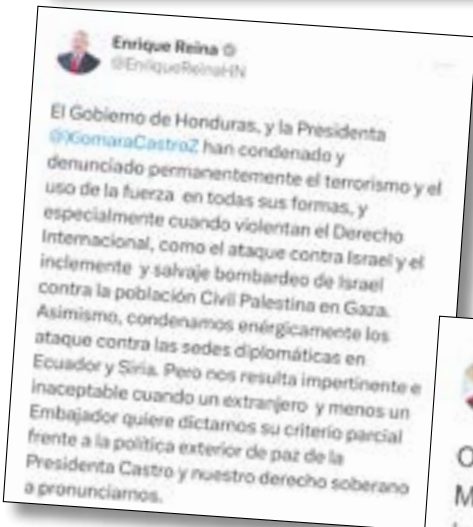 Enrique Reina
@EnriqueReinaHN
El Gobierno de Honduras, y la Presidenta
@XiomaraCastroZ han condenado y
denunciado permanentemente el terrorismo y el
uso de la fuerza en todas sus formas, y
especialmente cuando violentan el Derecho
Internacional, como el ataque contra Israel y el
inclemente y salvaje bombardeo de Israel
contra la población Civil Palestina en Gaza.
Asimismo, condenamos enérgicamente los
ataque contra las sedes diplomáticas en
Ecuador y Siria. Pero nos resulta impertinente e
inaceptable cuando un extranjero y menos un
Embajador quiere dictarnos su criterio parcial
frente a la política exterior de paz de la
Presidenta Castro y nuestro derecho soberano
a pronunciarnos.
O
M